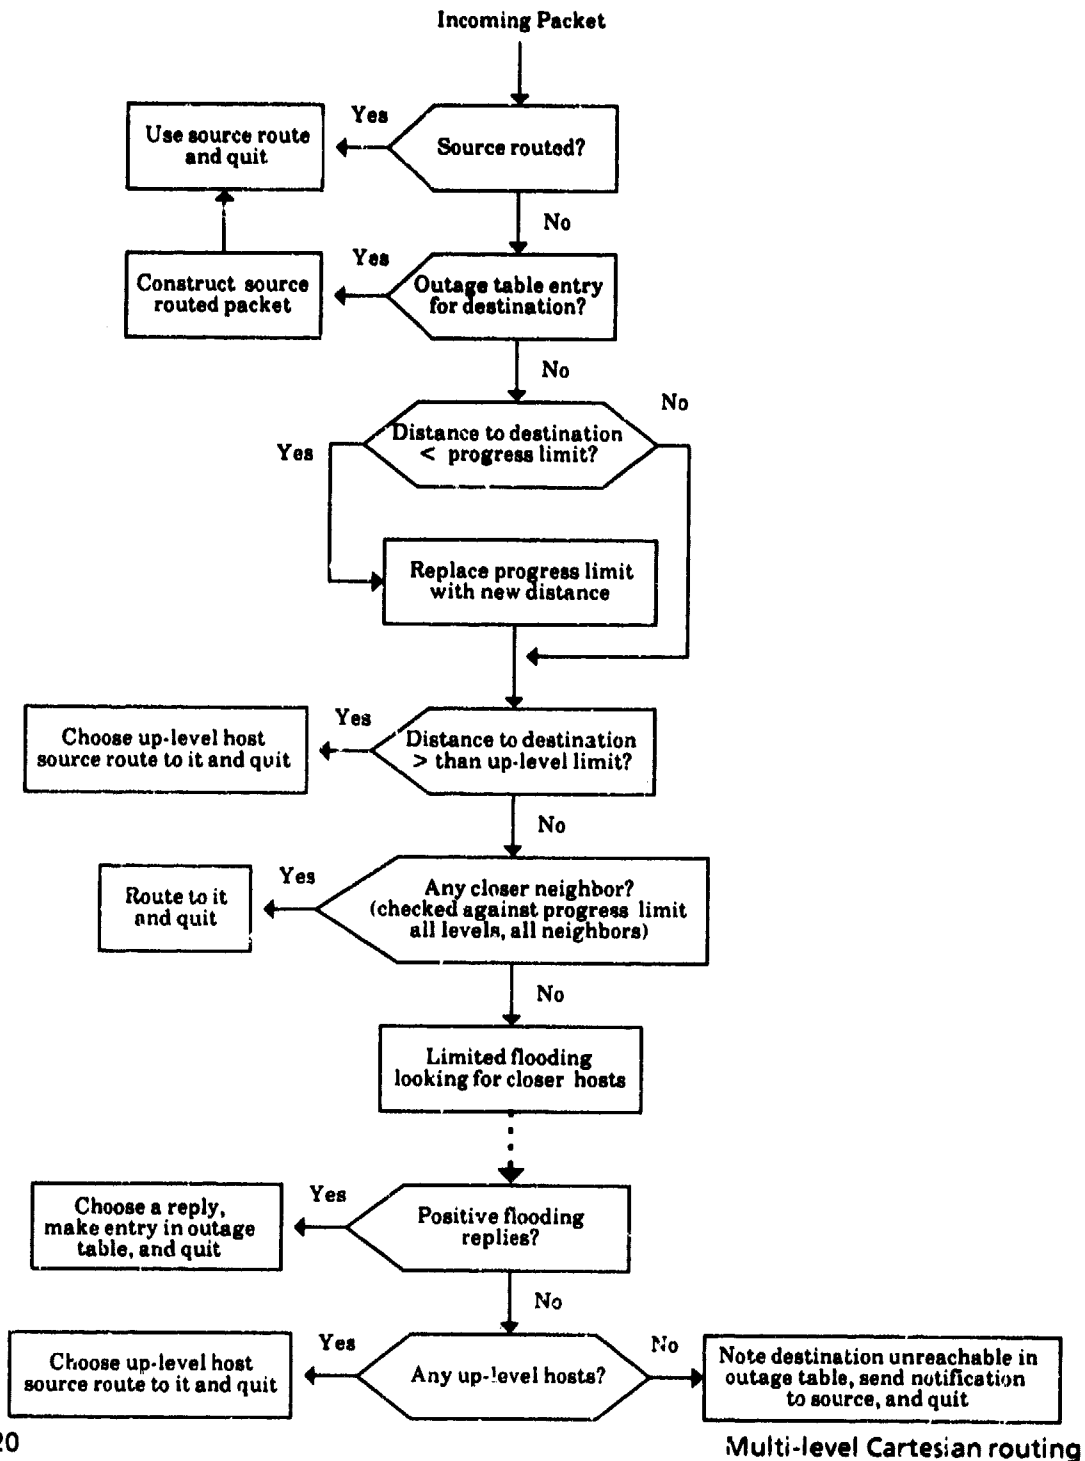 Incoming Packet
Yes
Use source route
and quit
Source routed?
No
Yes
Construct source
routed packet
Outage table entry
for destination?
No
No
Distance to destination
< progress limit?
Yes
Replace progress limit
with new distance
Yes
Choose up-level host
source route to it and quit
Distance to destination
> than up-level limit?
No
Yes
Route to it
and quit
Any closer neighbor?
(checked against progress limit
all levels, all neighbors)
No
Limited flooding
looking for closer hosts
Yes
Choose a reply,
make entry in outage
table, and quit
Positive flooding
replies?
No
Yes
Choose up-level host
source route to it and quit
Any up-level hosts?
No
Note destination unreachable in
outage table, send notification
to source, and quit
20
Multi-level Cartesian routing